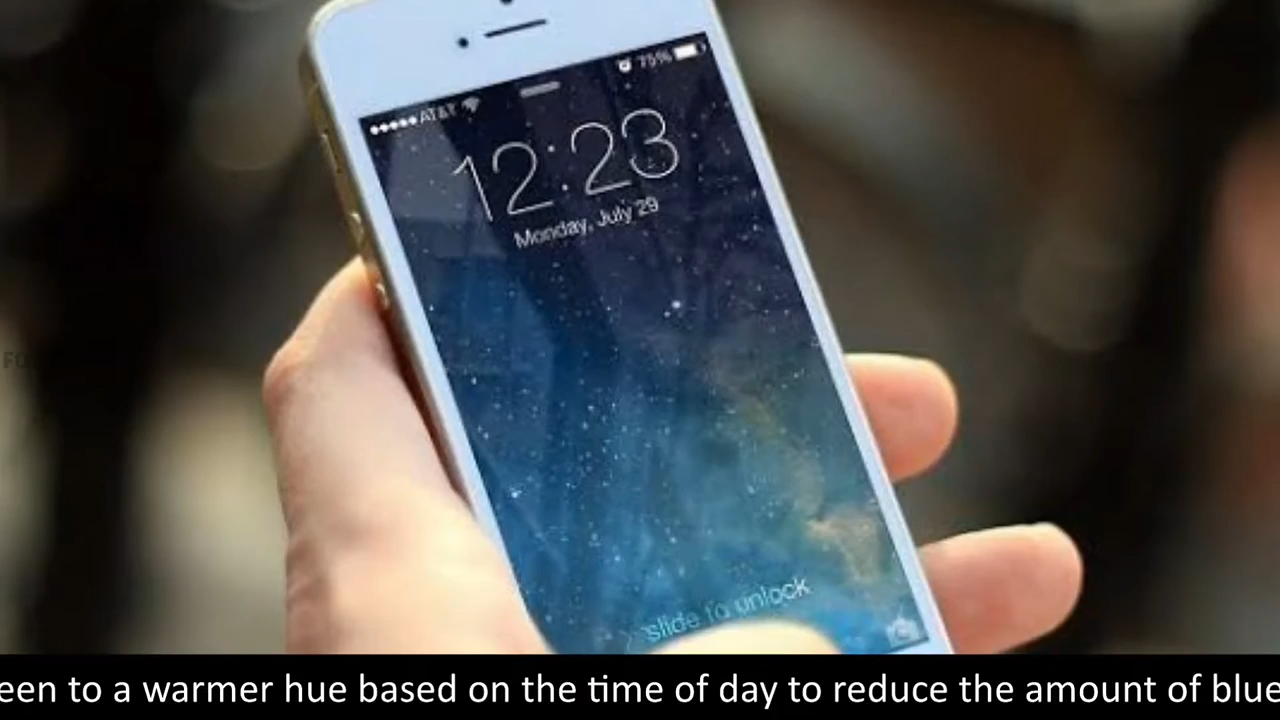 AT&T 75%
12:23
Monday, July 29
slide to unlock
een to a warmer hue based on the time of day to reduce the amount of blue